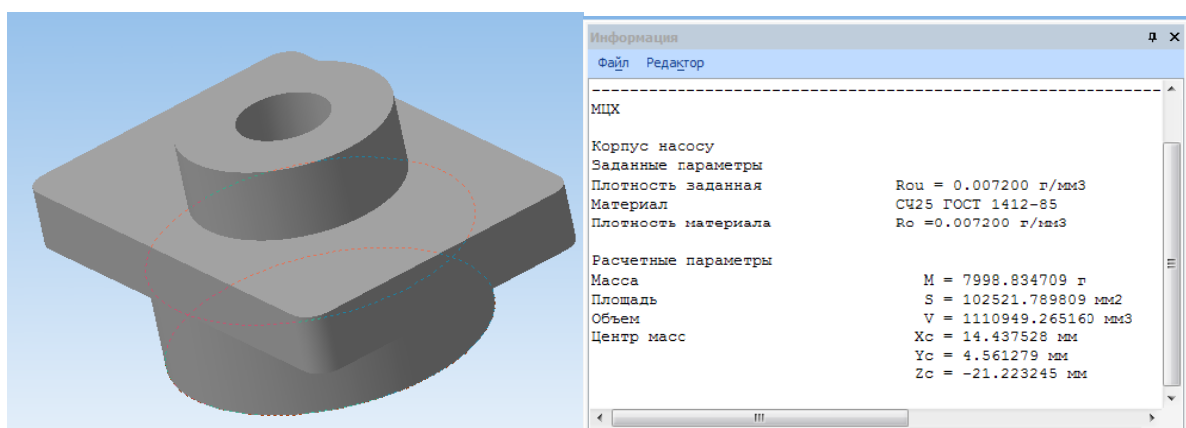 Информация
Файл Редактор
------------------------------------------------------------
МЦХ
Корпус насосу
Заданные параметры
Плотность заданная Rou = 0.007200 г/мм3
Материал СЧ25 ГОСТ 1412-85
Плотность материала Ro =0.007200 г/мм3
Расчетные параметры
Масса M = 7998.834709 г
Площадь S = 102521.789809 мм2
Объем V = 1110949.265160 мм3
Центр масс Xc = 14.437528 мм
Yc = 4.561279 мм
Zc = -21.223245 мм